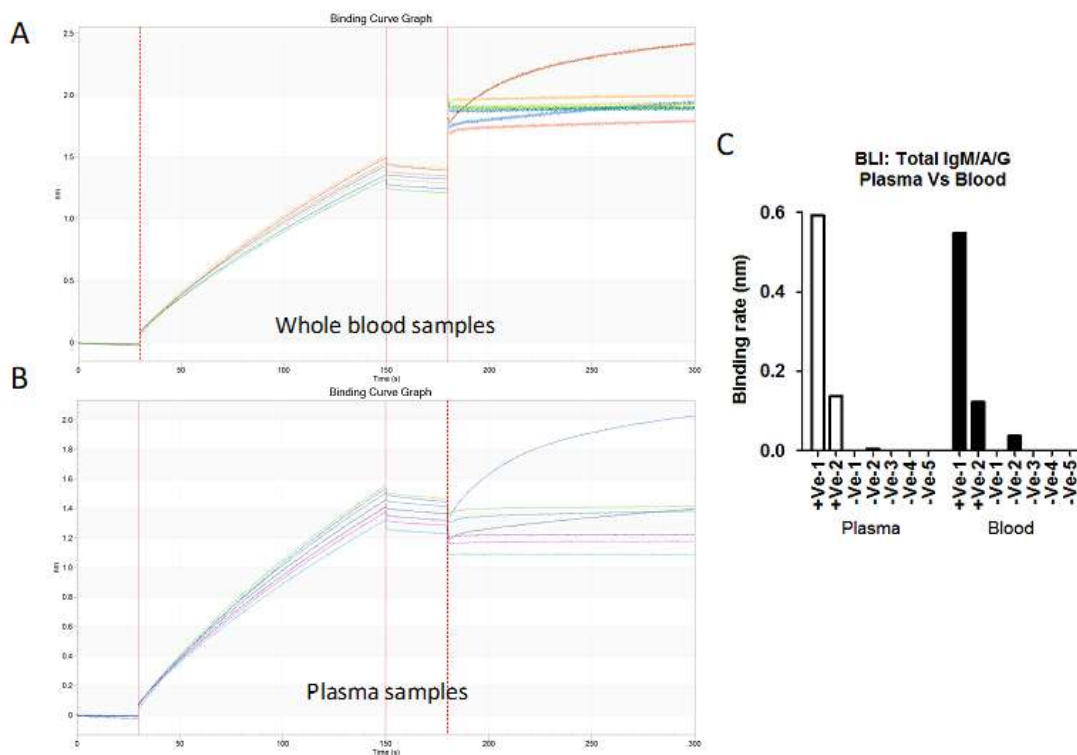 A
Binding Curve Graph
2.5
2.0
1.5
1.0
0.5
0
nm
Whole blood samples
0
50
100
150
200
250
300
Time (s)
B
Binding Curve Graph
2.0
1.8
1.6
1.4
1.2
1.0
0.8
0.6
0.4
0.2
0
nm
Plasma samples
0
50
100
150
200
250
300
Time (s)
C
BLI: Total IgM/A/G
Plasma Vs Blood
Binding rate (nm)
0.6
0.4
0.2
0.0
+Ve-1
+Ve-2
-Ve-1
-Ve-2
-Ve-3
-Ve-4
-Ve-5
+Ve-1
+Ve-2
-Ve-1
-Ve-2
-Ve-3
-Ve-4
-Ve-5
Plasma
Blood